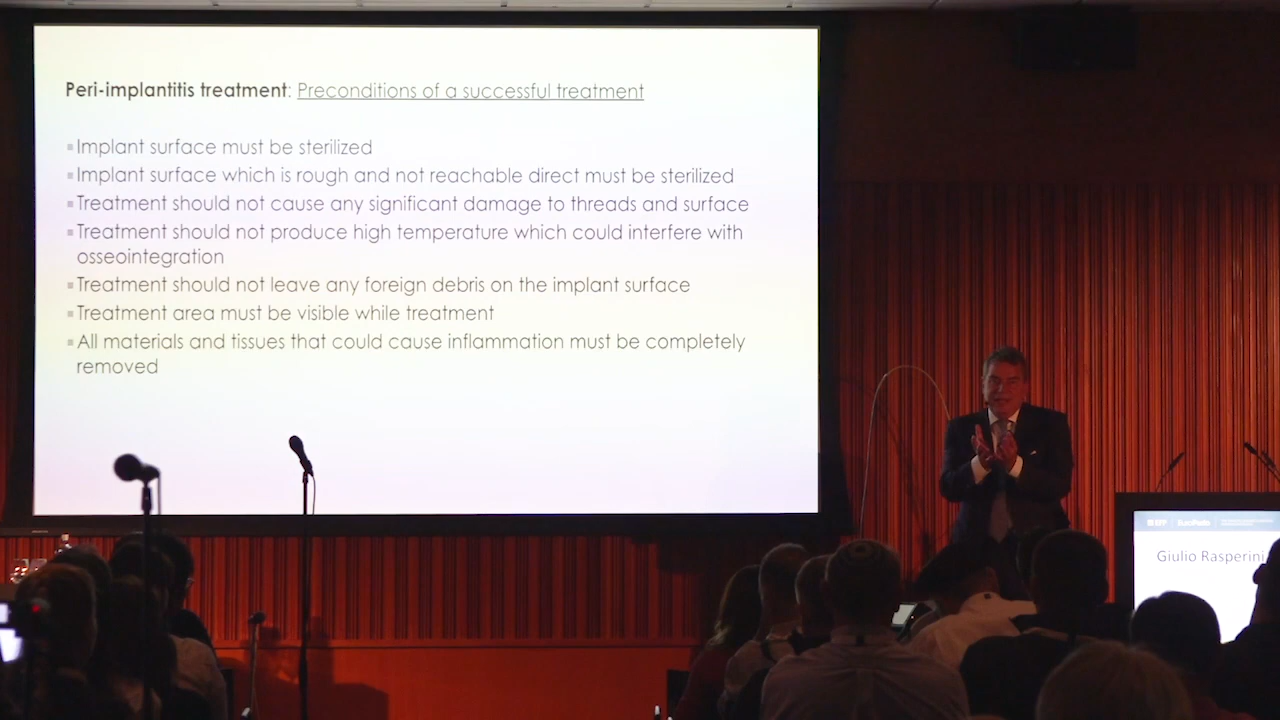 Peri-implantitis treatment: Preconditions of a successful treatment
Implant surface must be sterilized
Implant surface which is rough and not reachable direct must be sterilized
Treatment should not cause any significant damage to threads and surface
Treatment should not produce high temperature which could interfere with
osseointegration
Treatment should not leave any foreign debris on the implant surface
Treatment area must be visible while treatment
All materials and tissues that could cause inflammation must be completely
removed
EFP EuroPerio
Giulio Rasperini